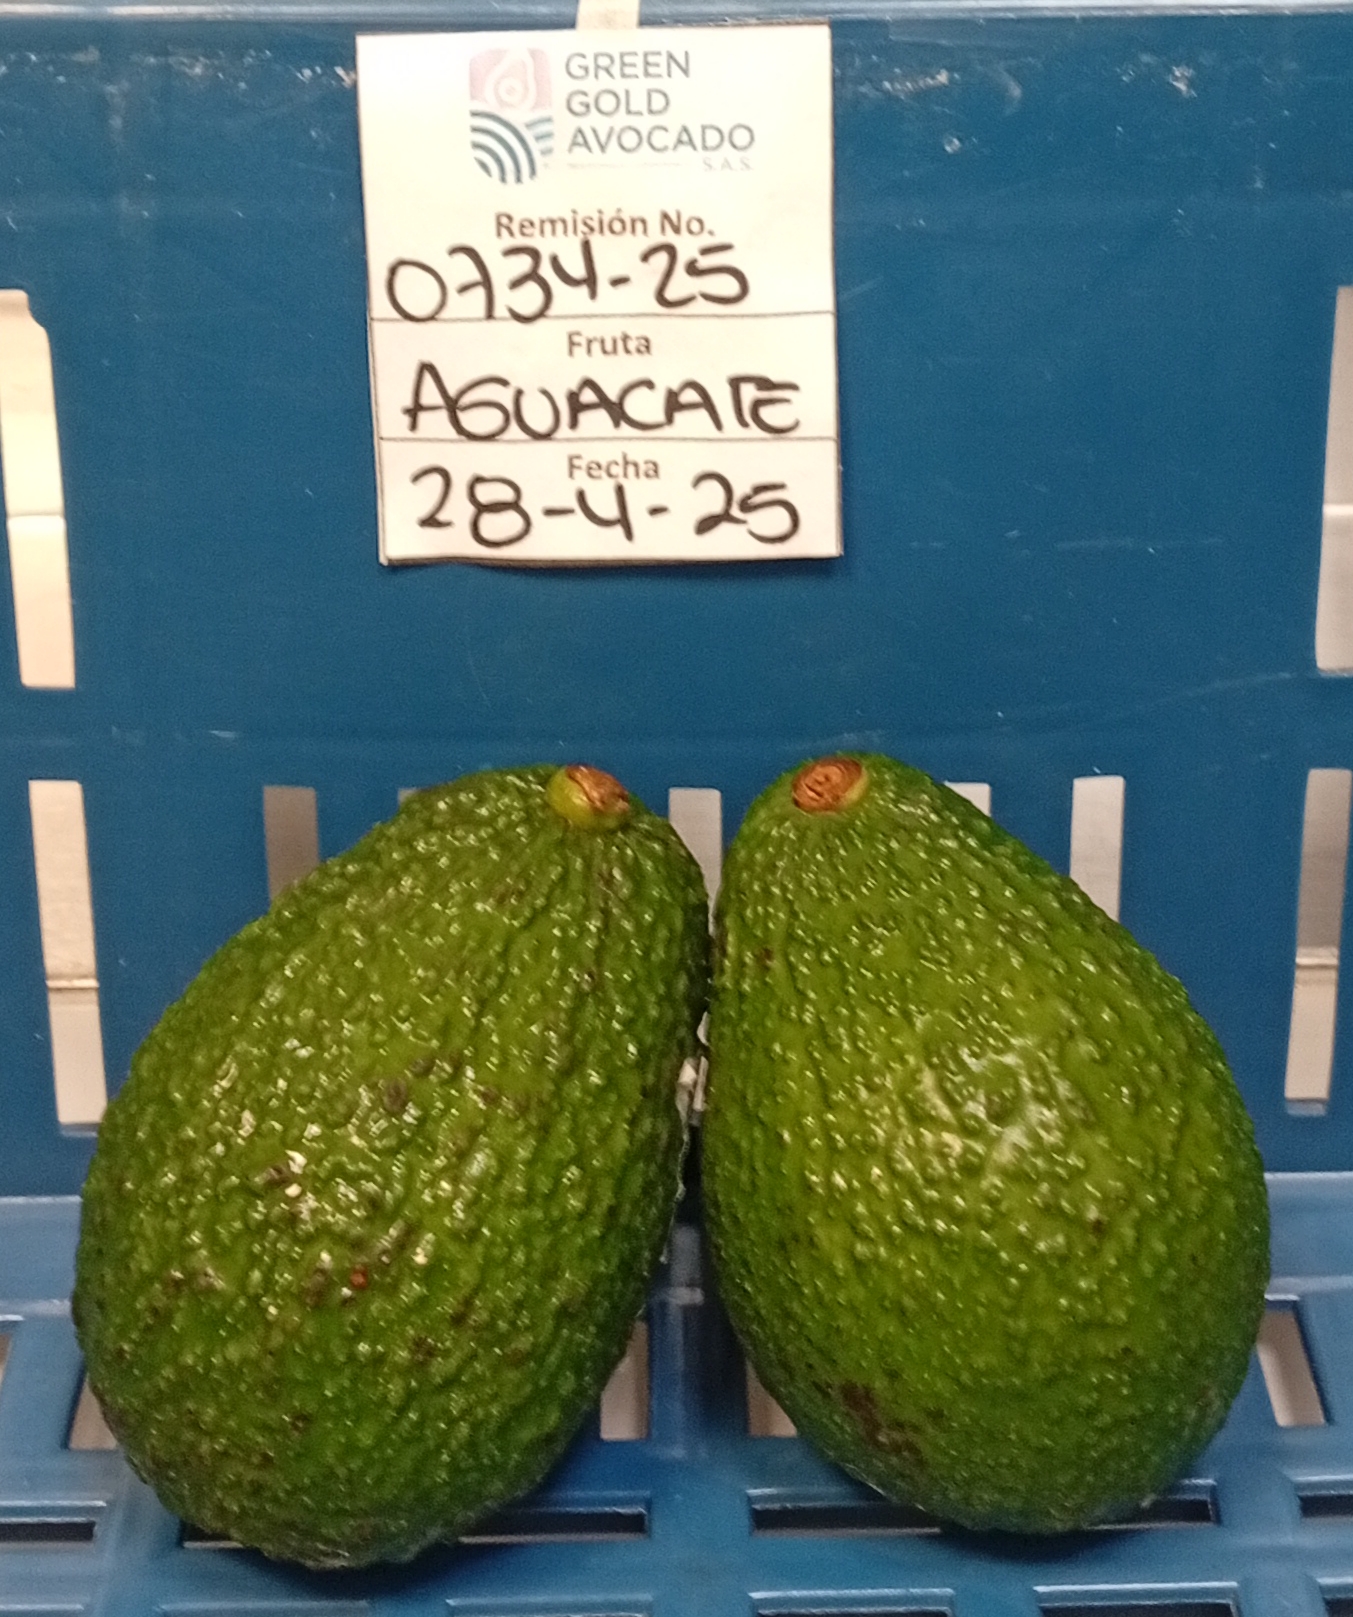 GREEN
GOLD
AVOCADO
S.A.S.
Remisión No.
0734-25
Fruta
AGUACATE
Fecha
28-4-25